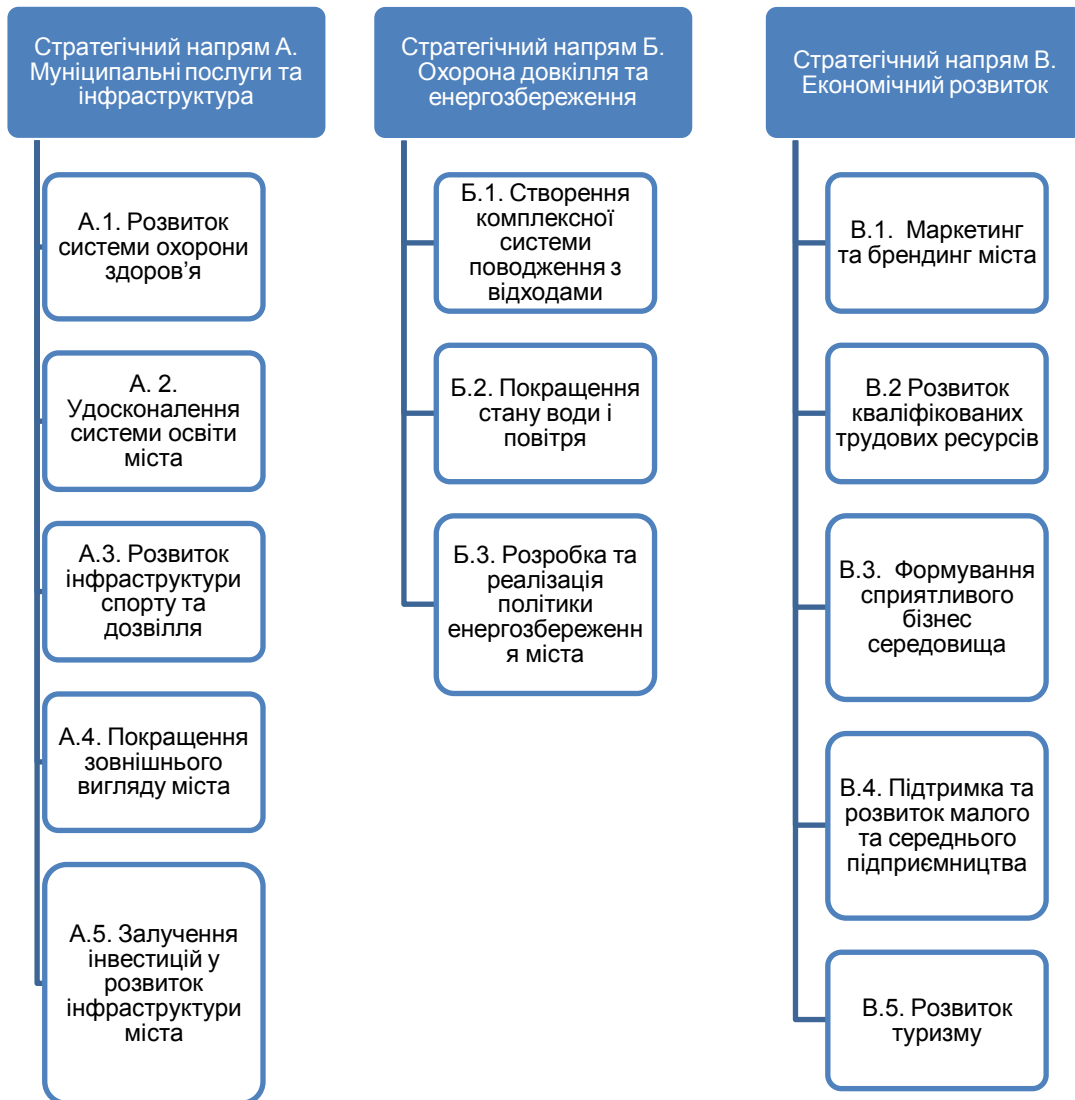 Стратегічний напрям А.
Муніципальні послуги та
інфраструктура
А.1. Розвиток
системи охорони
здоров’я
А. 2.
Удосконалення
системи освіти
міста
А.3. Розвиток
інфраструктури
спорту та
дозвілля
А.4. Покращення
зовнішнього
вигляду міста
А.5. Залучення
інвестицій у
розвиток
інфраструктури
міста
Стратегічний напрям Б.
Охорона довкілля та
енергозбереження
Б.1. Створення
комплексної
системи
поводження з
відходами
Б.2. Покращення
стану води і
повітря
Б.3. Розробка та
реалізація
політики
енергозбереженн
я міста
Стратегічний напрям В.
Економічний розвиток
В.1.  Маркетинг
та брендинг міста
В.2 Розвиток
кваліфікованих
трудових ресурсів
В.3.  Формування
сприятливого
бізнес
середовища
В.4. Підтримка та
розвиток малого
та середнього
підприємництва
В.5. Розвиток
туризму